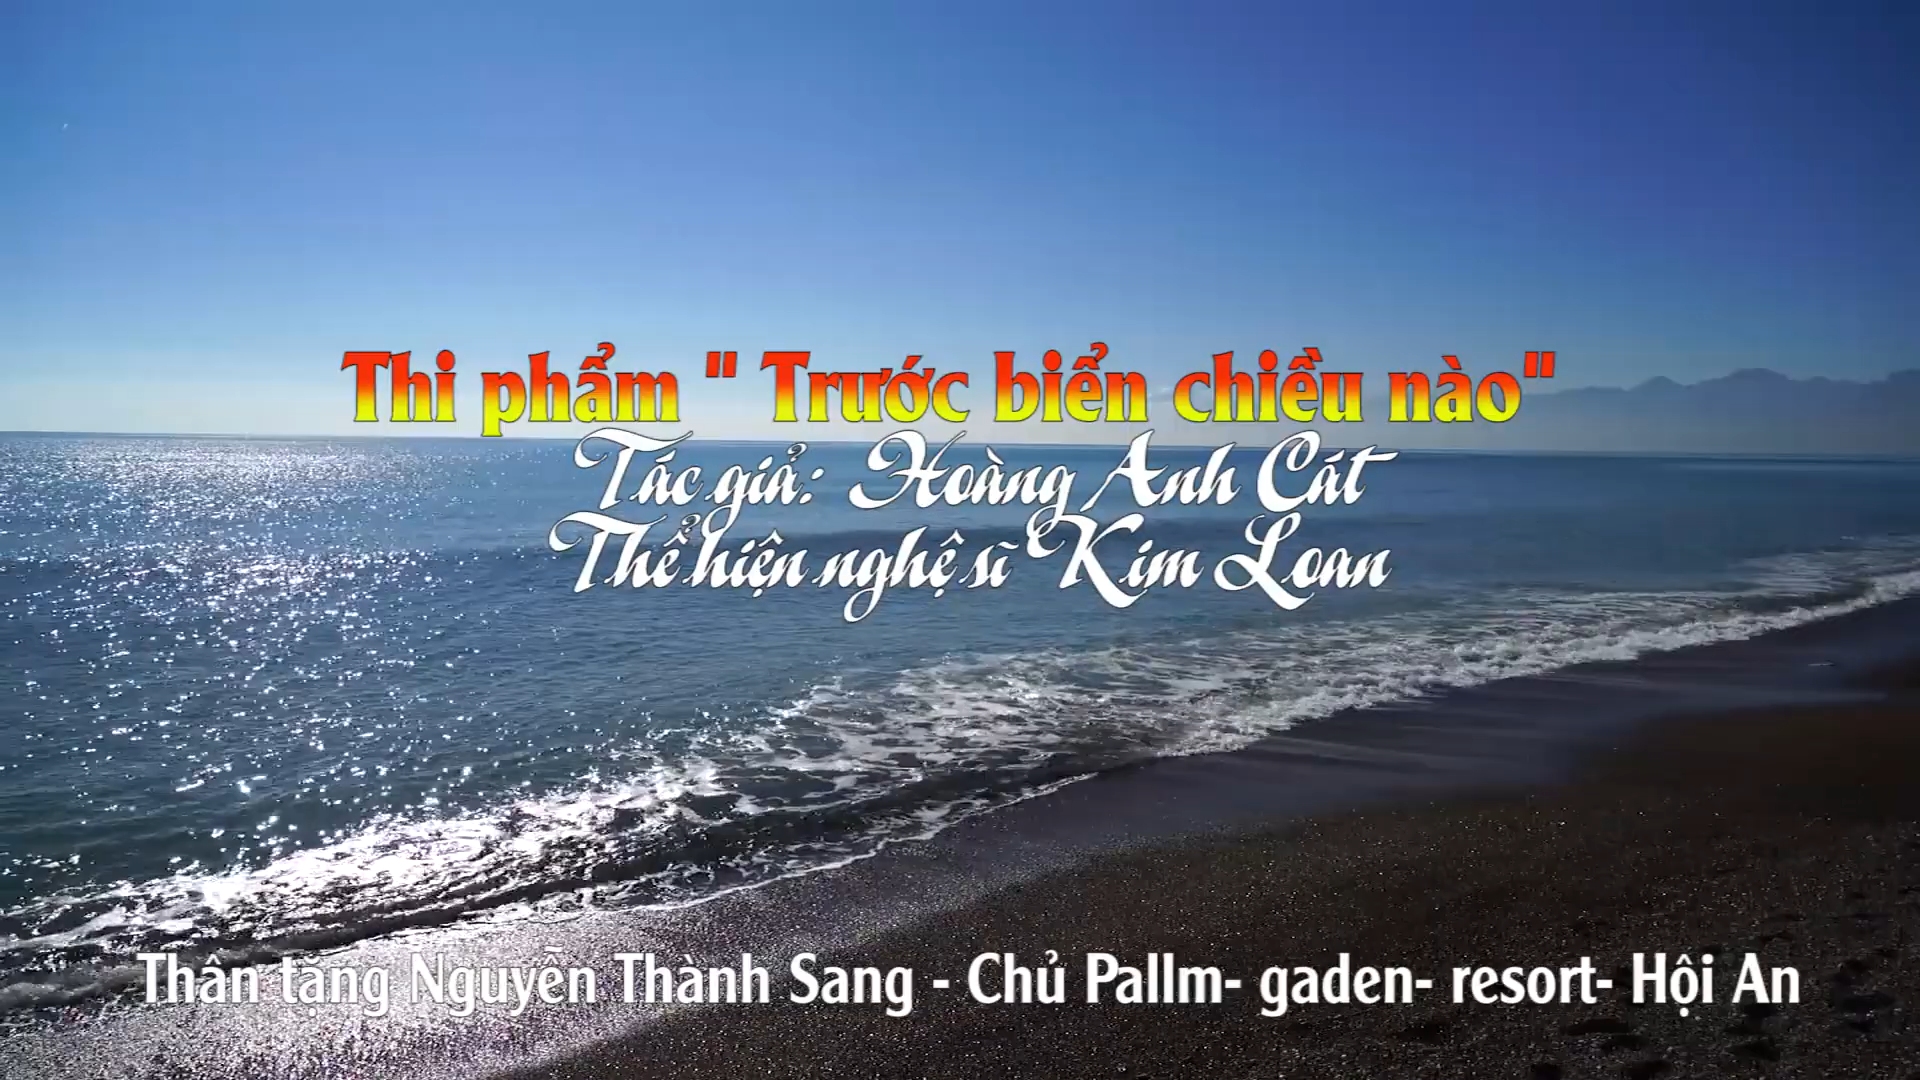 Thi phẩm " Trước biển chiều nào"
Tác giả: Hoàng Anh Cát
Thể hiện nghệ sĩ Kim Loan
Thân tặng Nguyễn Thành Sang - Chủ Pallm- gaden- resort- Hội An